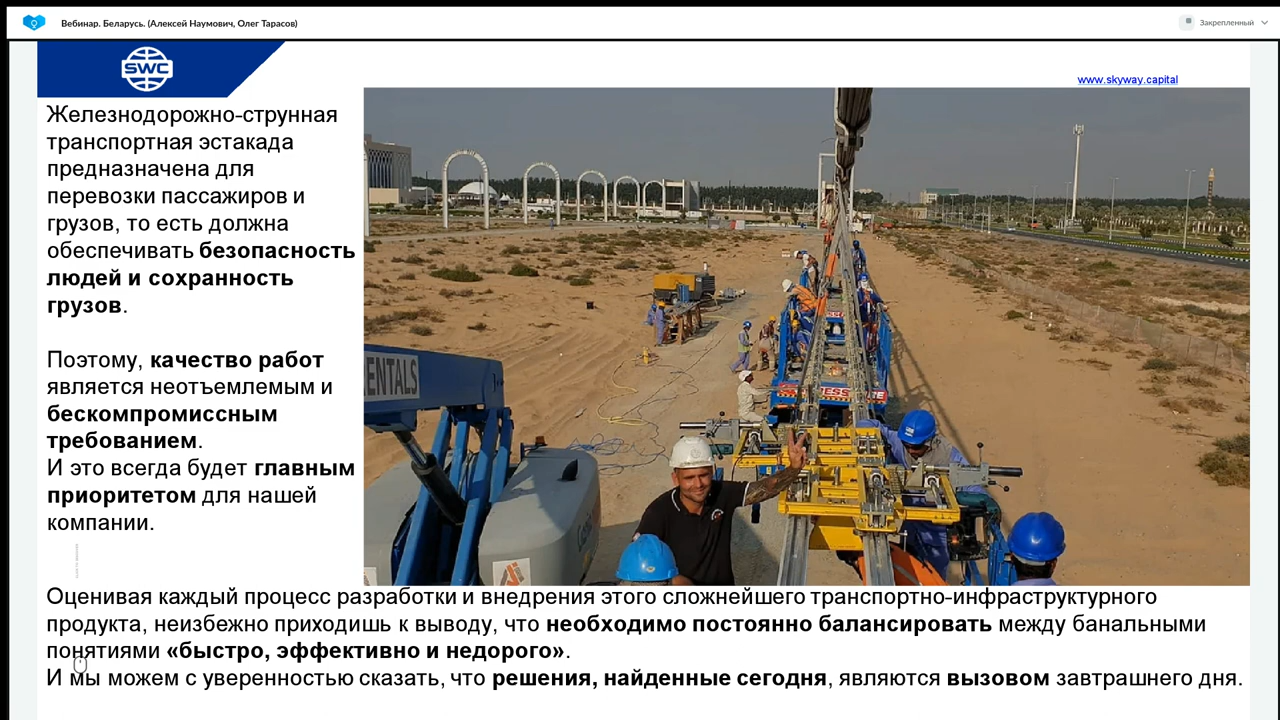 Вебинар. Беларусь. (Алексей Наумович, Олег Тарасов)
Закрепленный
SWC
www.skyway.capital
Железнодорожно-струнная
транспортная эстакада
предназначена для
перевозки пассажиров и
грузов, то есть должна
обеспечивать безопасность
людей и сохранность
грузов.
Поэтому, качество работ
является неотъемлемым и
бескомпромиссным
требованием.
И это всегда будет главным
приоритетом для нашей
компании.
ENTALS
Оценивая каждый процесс разработки и внедрения этого сложнейшего транспортно-инфраструктурного
продукта, неизбежно приходишь к выводу, что необходимо постоянно балансировать между банальными
понятиями «быстро, эффективно и недорого».
И мы можем с уверенностью сказать, что решения, найденные сегодня, являются вызовом завтрашнего дня.